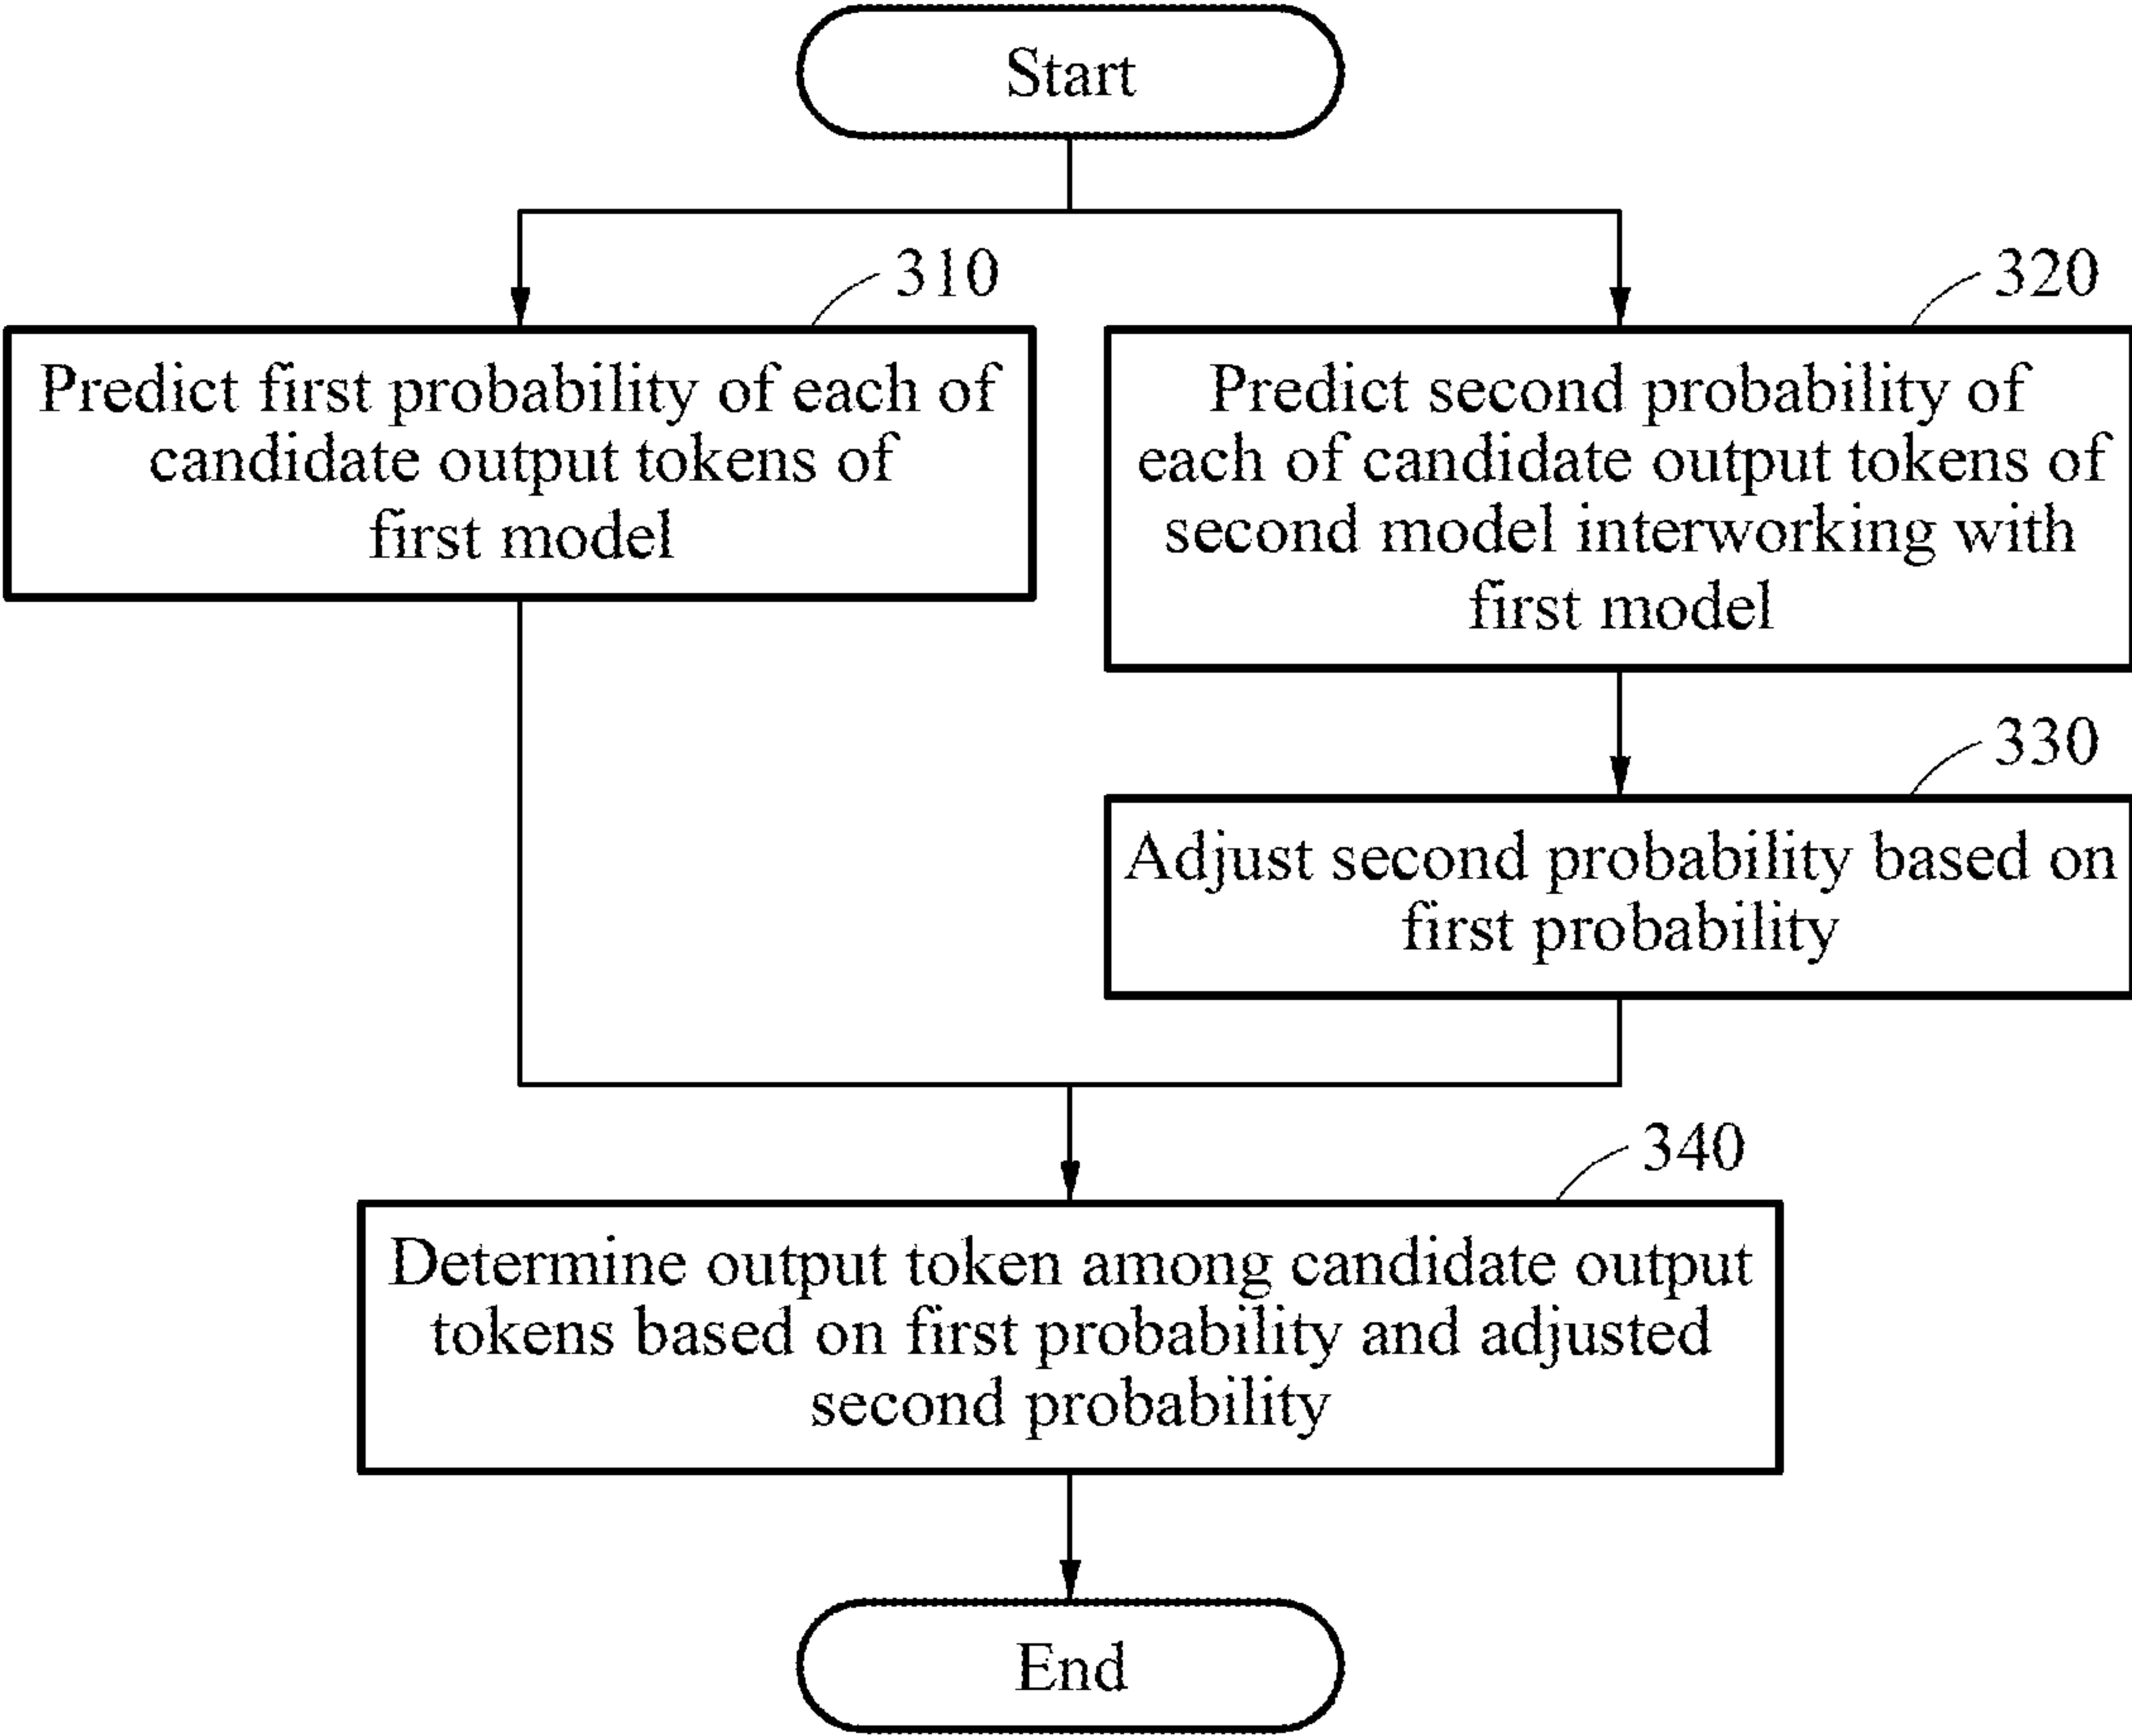 Start
310
Predict first probability of each of
candidate output tokens of
first model
320
Predict second probability of
each of candidate output tokens of
second model interworking with
first model
330
Adjust second probability based on
first probability
340
Determine output token among candidate output
tokens based on first probability and adjusted
second probability
End